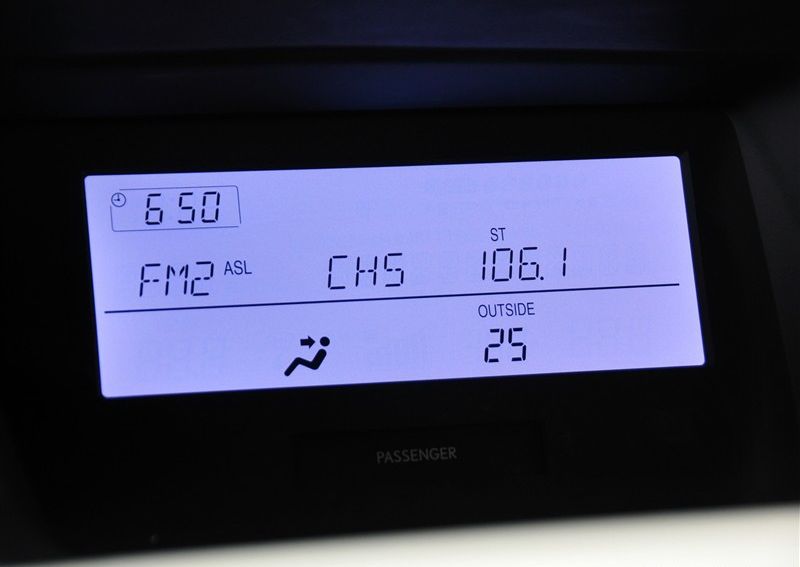 6 50
ST
FM2 ASL CH5 106.1
OUTSIDE
25
PASSENGER